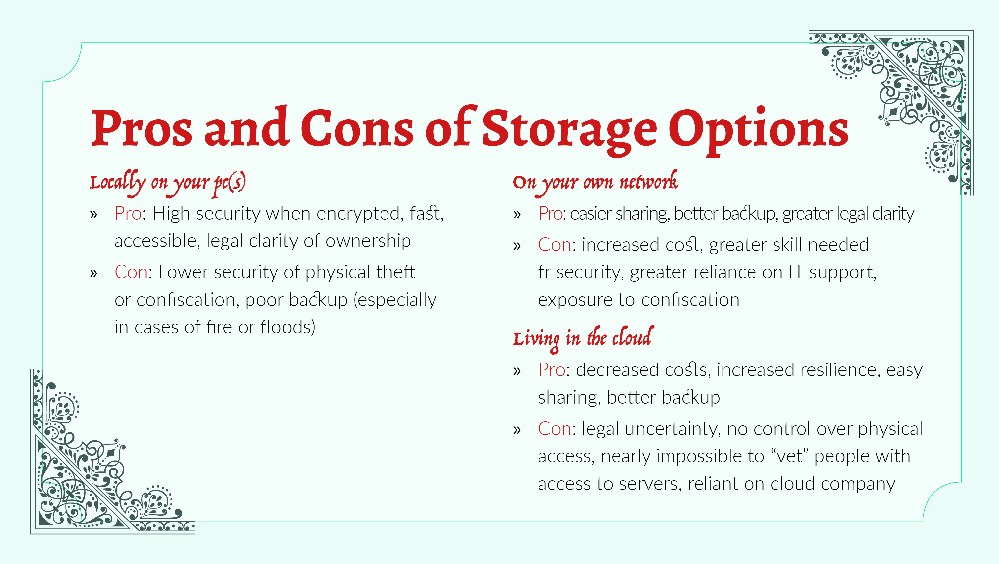 Pros and Cons of Storage Options
Locally on your pc(s)
» Pro: High security when encrypted, fast,
accessible, legal clarity of ownership
» Con: Lower security of physical theft
or confiscation, poor backup (especially
in cases of fire or floods)
On your own network
» Pro: easier sharing, better backup, greater legal clarity
» Con: increased cost, greater skill needed
fr security, greater reliance on IT support,
exposure to confiscation
Living in the cloud
» Pro: decreased costs, increased resilience, easy
sharing, better backup
» Con: legal uncertainty, no control over physical
access, nearly impossible to “vet” people with
access to servers, reliant on cloud company